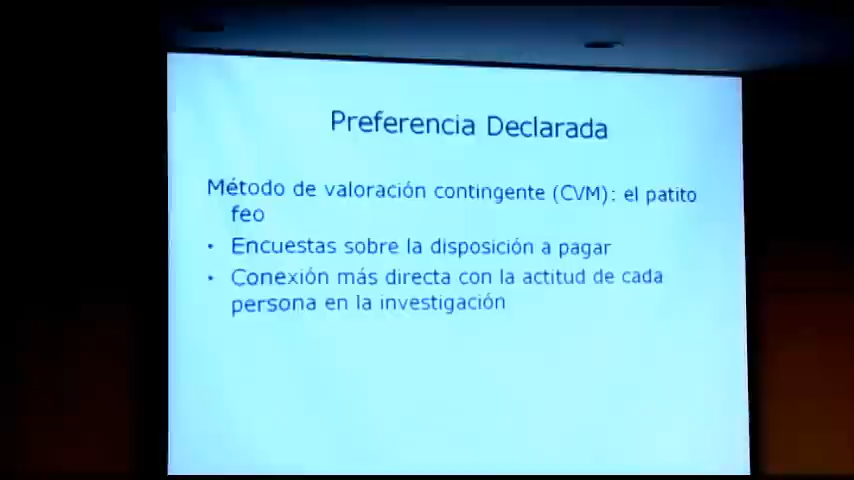 Preferencia Declarada
Método de valoración contingente (CVM): el patito
feo
• Encuestas sobre la disposición a pagar
• Conexión más directa con la actitud de cada
persona en la investigación